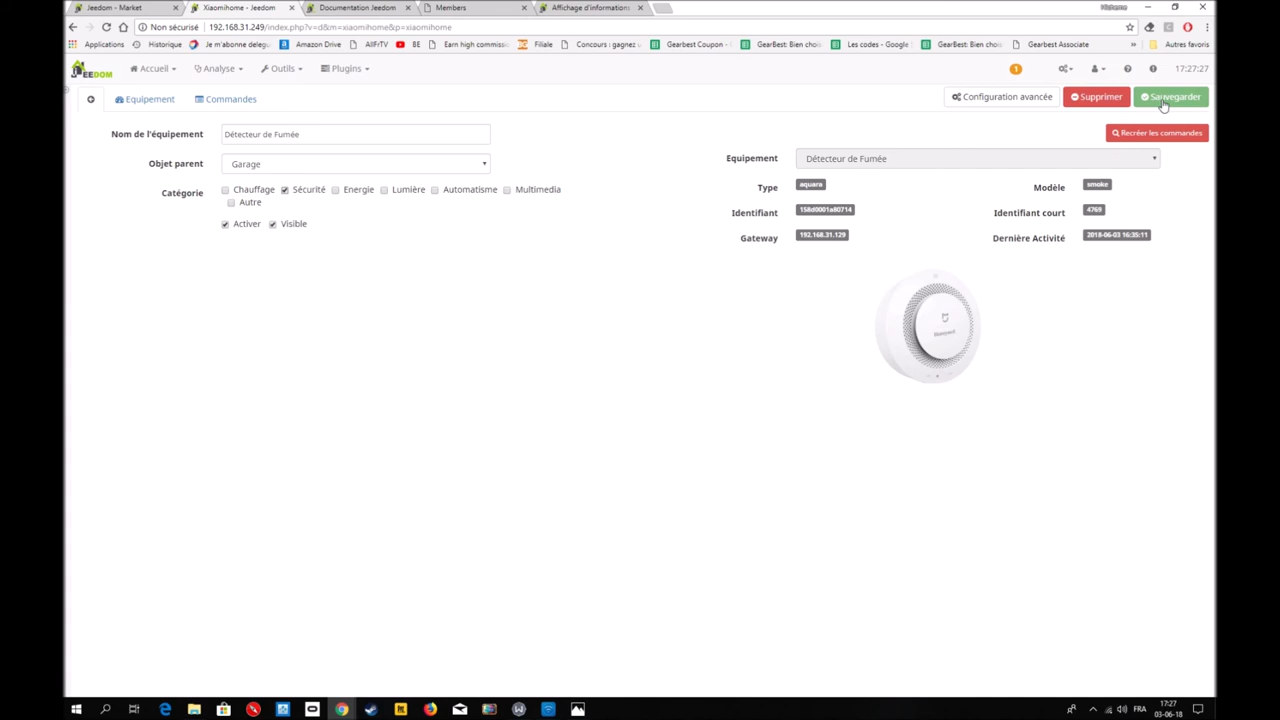 Jeedom - Market
Xiaomihome - Jeedom
Documentation Jeedom
Members
Affichage d'informations
Non sécurisé
192.168.31.249/index.php?v=d&m=xiaomihome&p=xiaomihome
Applications
Historique
Je m'abonne deleg
Amazon Drive
AllFrTV
BE
Earn high commissi
Filiale
Concours : gagnez u
Gearbest Coupon -
GearBest: Bien choi
Les codes - Google
GearBest: Bien choi
Gearbest Associate
»
Autres favoris
JEEDOM
Accueil
Analyse
Outils
Plugins
1
17:27:27
Equipement
Commandes
Configuration avancée
Supprimer
Sauvegarder
Nom de l'équipement
Détecteur de Fumée
Recréer les commandes
Objet parent
Garage
Equipement
Détecteur de Fumée
Catégorie
Chauffage
Sécurité
Energie
Lumière
Automatisme
Multimedia
Autre
Type
aquara
Modèle
smoke
Identifiant
158d0001a80714
Identifiant court
4769
Activer
Visible
Gateway
192.168.31.129
Dernière Activité
2018-06-03 16:35:11
Honeywell
FRA
17:27
03-06-18